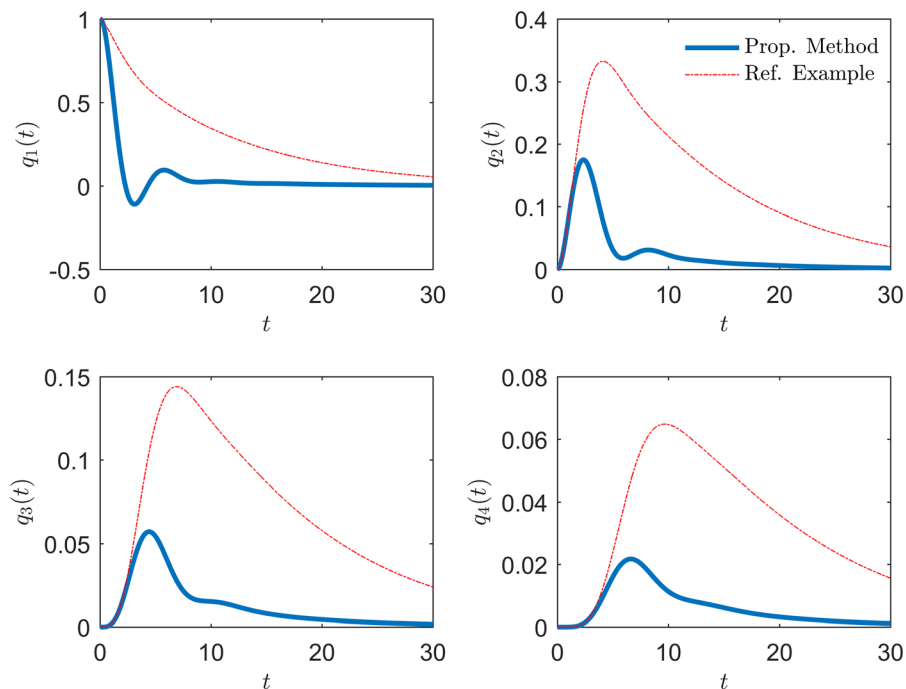 1
0.5
0
-0.5
q₁(t)
0 10 20 30
t
0.4
0.3
0.2
0.1
0
q₂(t)
Prop. Method
Ref. Example
0 10 20 30
t
0.15
0.1
0.05
0
q₃(t)
0 10 20 30
t
0.08
0.06
0.04
0.02
0
q₄(t)
0 10 20 30
t